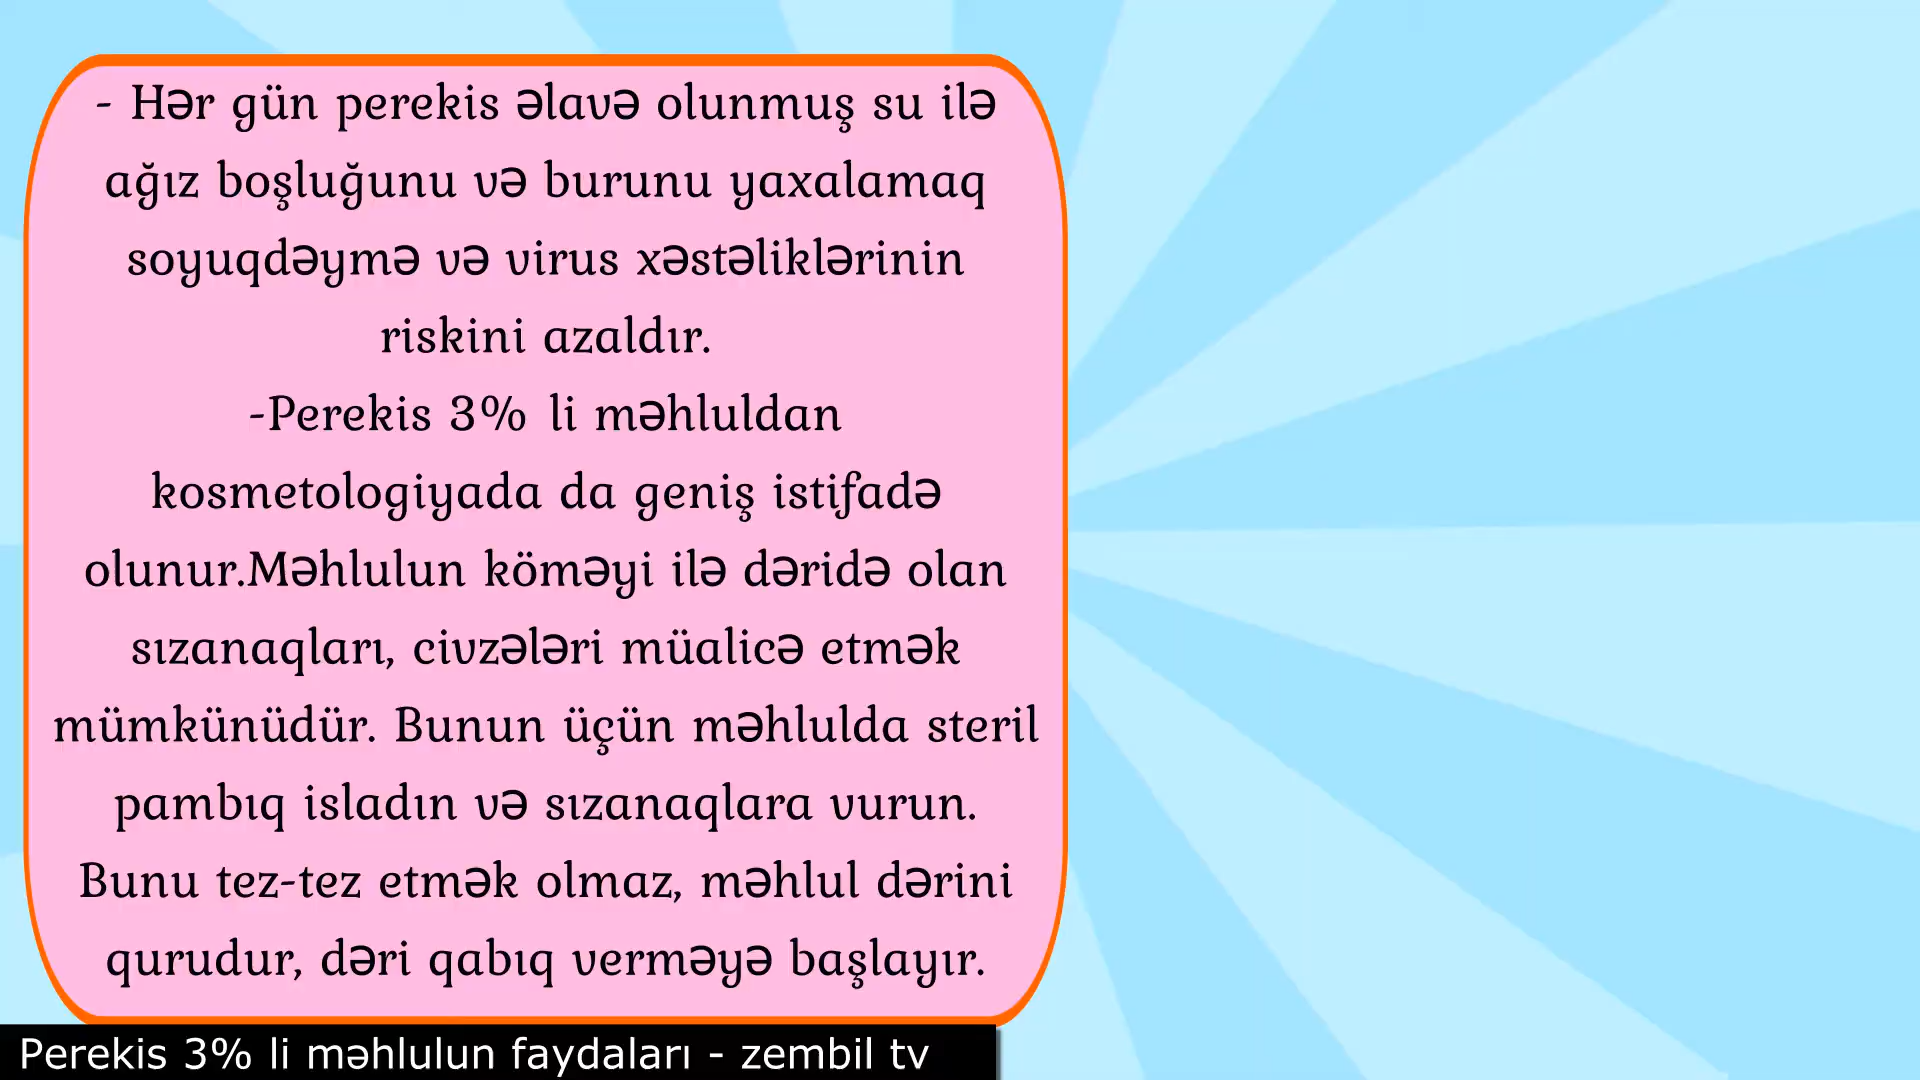 - Hər gün perekis əlavə olunmuş su ilə
ağız boşluğunu və burunu yaxalamaq
soyuqdəymə və virus xəstəliklərinin
riskini azaldır.
-Perekis 3% li məhluldan
kosmetologiyada da geniş istifadə
olunur.Məhlulun köməyi ilə dəridə olan
sızanaqları, civzələri müalicə etmək
mümkünüdür. Bunun üçün məhlulda steril
pambıq isladın və sızanaqlara vurun.
Bunu tez-tez etmək olmaz, məhlul dərini
qurudur, dəri qabıq verməyə başlayır.
Perekis 3% li məhlulun faydaları - zembil tv